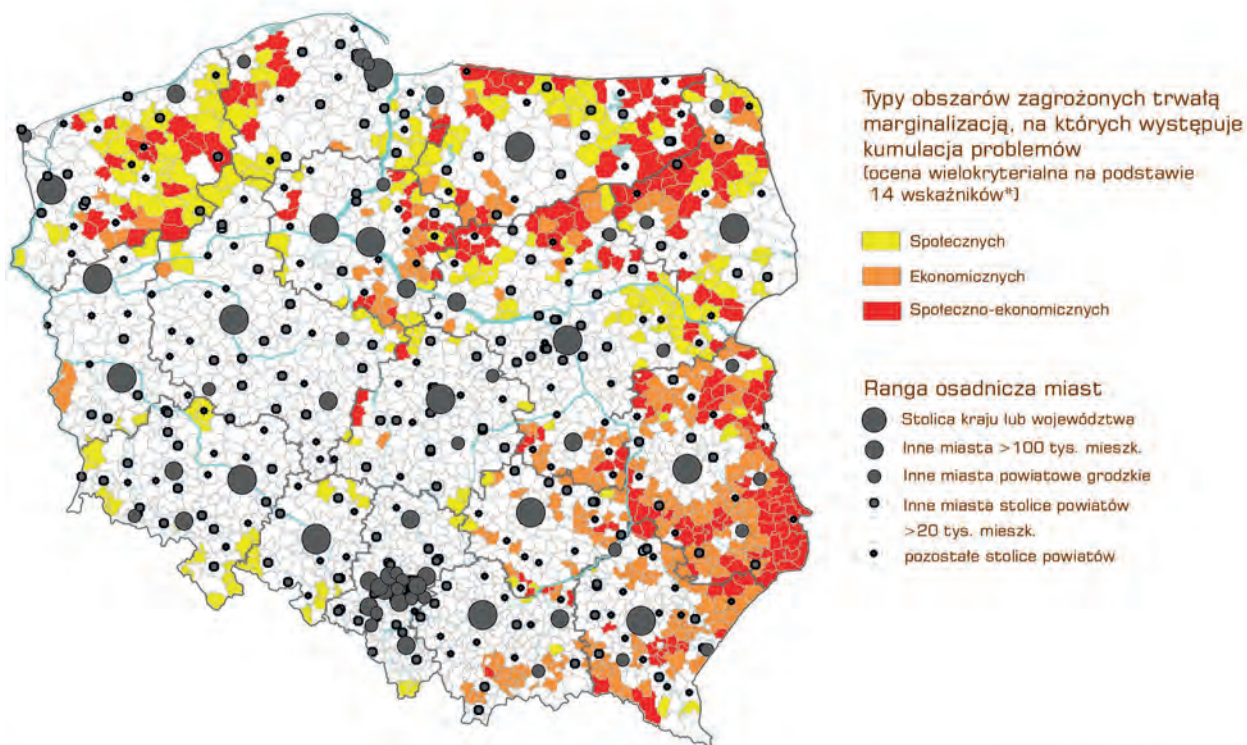 Typy obszarów zagrożonych trwałą
marginalizacją, na których występuje
kumulacja problemów
(ocena wielokryterialna na podstawie
14 wskaźników*)
Społecznych
Ekonomicznych
Społeczno-ekonomicznych
Ranga osadnicza miast
Stolica kraju lub województwa
Inne miasta >100 tys. mieszk.
Inne miasta powiatowe grodzkie
Inne miasta stolice powiatów
>20 tys. mieszk.
pozostałe stolice powiatów